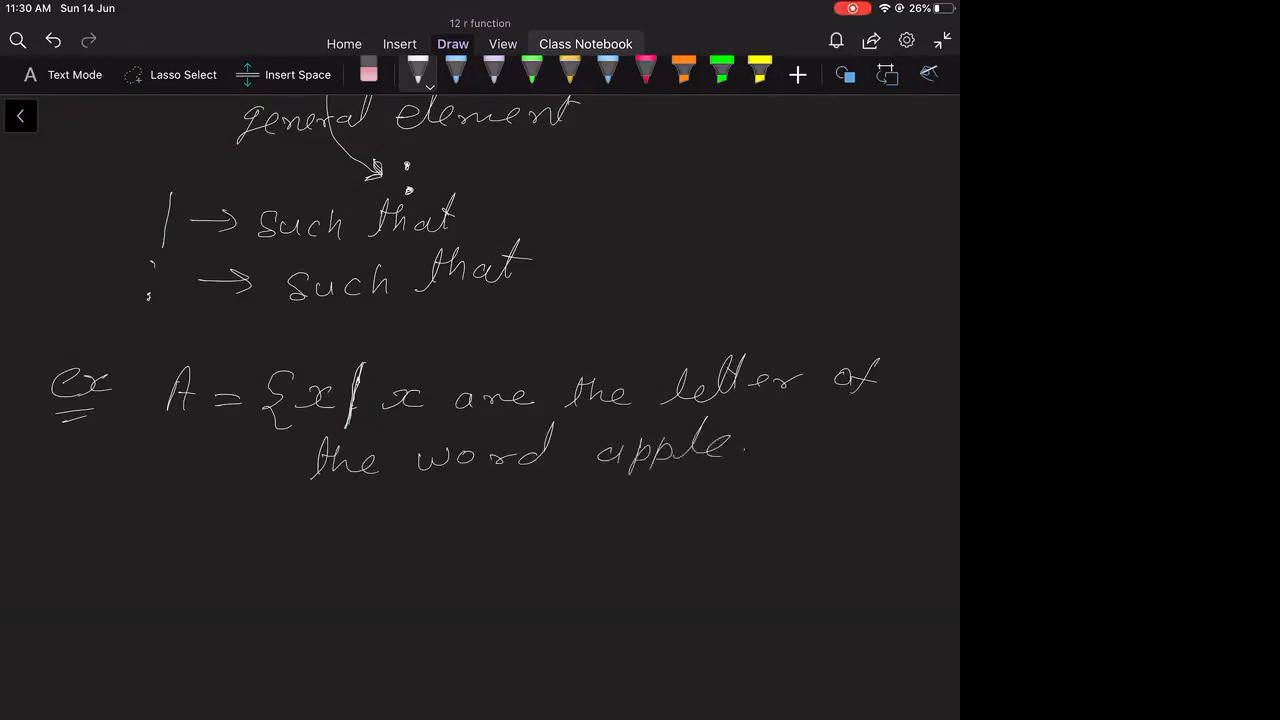 11:30 AM Sun 14 Jun
26%
12 r function
Home Insert Draw View Class Notebook
A Text Mode Lasso Select Insert Space
general element
:
| → such that
: → such that
ex A = {x | x are the letter of
the word apple.